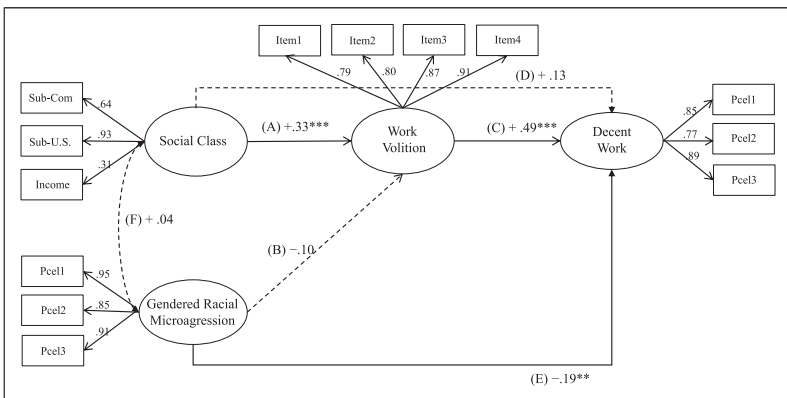 Item1
Item2
Item3
Item4
.79
.80
.87
.91
(D) + .13
Sub-Com
Sub-U.S.
Income
.64
.93
.31
Social Class
(A) +.33***
Work
Volition
(C) + .49***
Decent
Work
.85
.77
.89
Pcel1
Pcel2
Pcel3
(F) + .04
(B) −.10
Pcel1
Pcel2
Pcel3
.95
.85
.91
Gendered Racial
Microagression
(E) −.19**